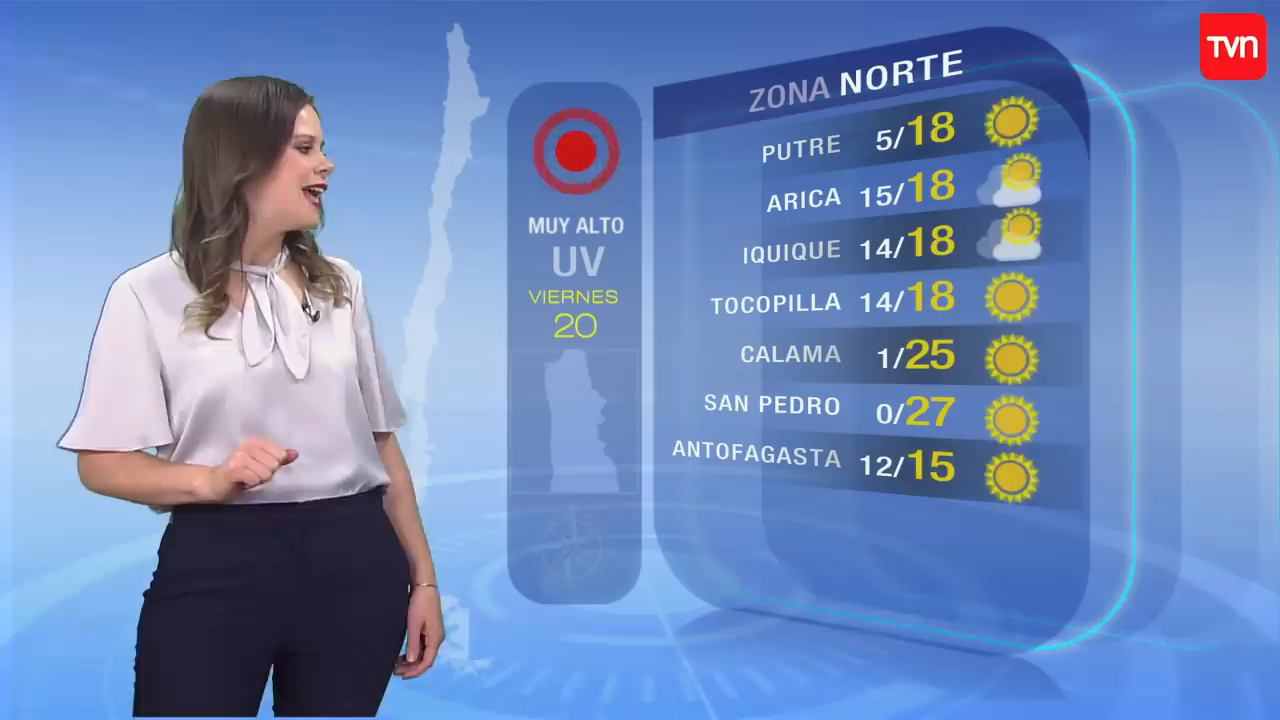 TVN
ZONA NORTE
PUTRE 5/18
ARICA 15/18
IQUIQUE 14/18
TOCOPILLA 14/18
CALAMA 1/25
SAN PEDRO 0/27
ANTOFAGASTA 12/15
MUY ALTO
UV
VIERNES
20